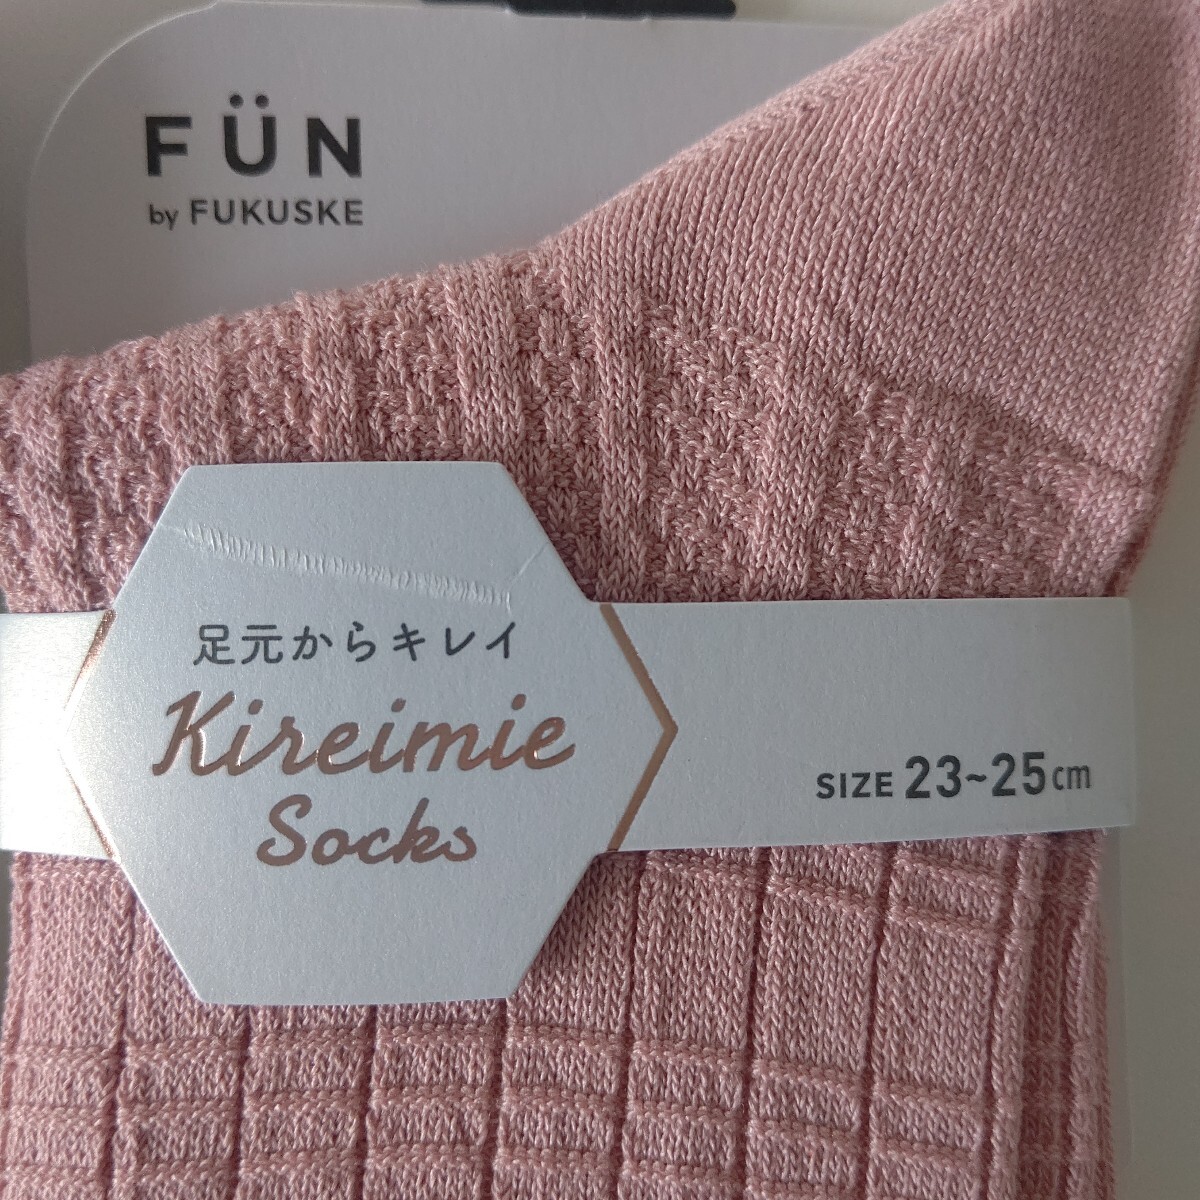 FÜN
by FUKUSKE
足元からキレイ
Kireimie
Socks
SIZE 23~25cm